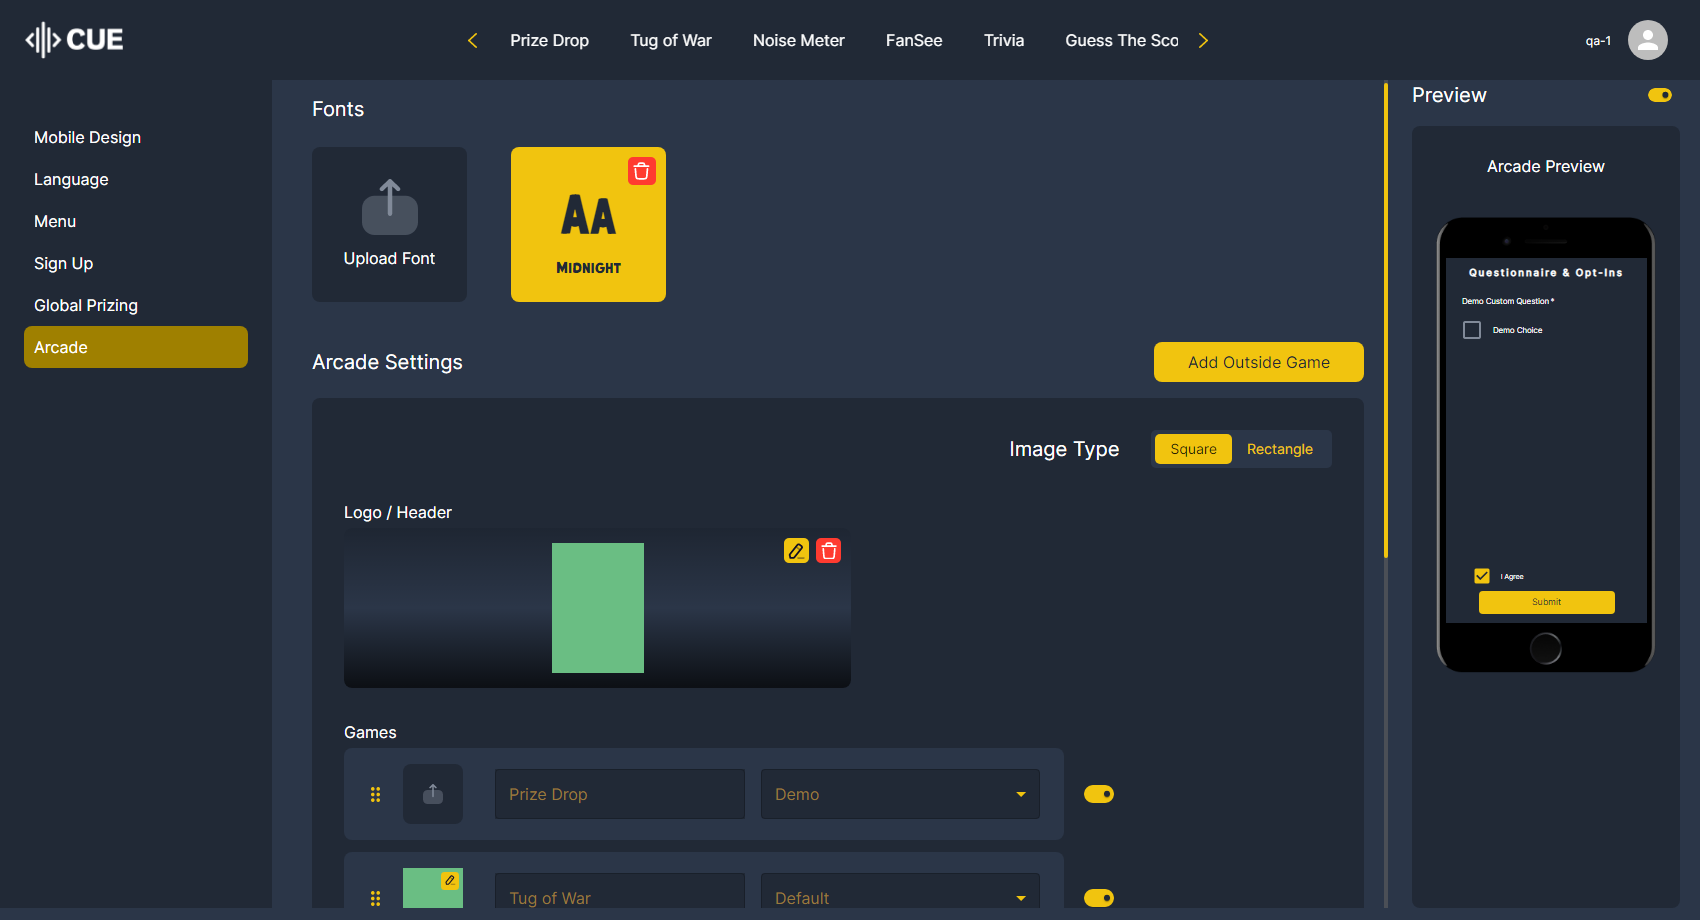 CUE
Prize Drop
Tug of War
Noise Meter
FanSee
Trivia
Guess The Sco
qa-1
Mobile Design
Language
Menu
Sign Up
Global Prizing
Arcade
Fonts
Upload Font
AA
MIDNIGHT
Arcade Settings
Add Outside Game
Image Type
Square
Rectangle
Logo / Header
Games
Prize Drop
Demo
Tug of War
Default
Preview
Arcade Preview
Questionnaire & Opt-Ins
Demo Custom Question *
Demo Choice
I Agree
Submit